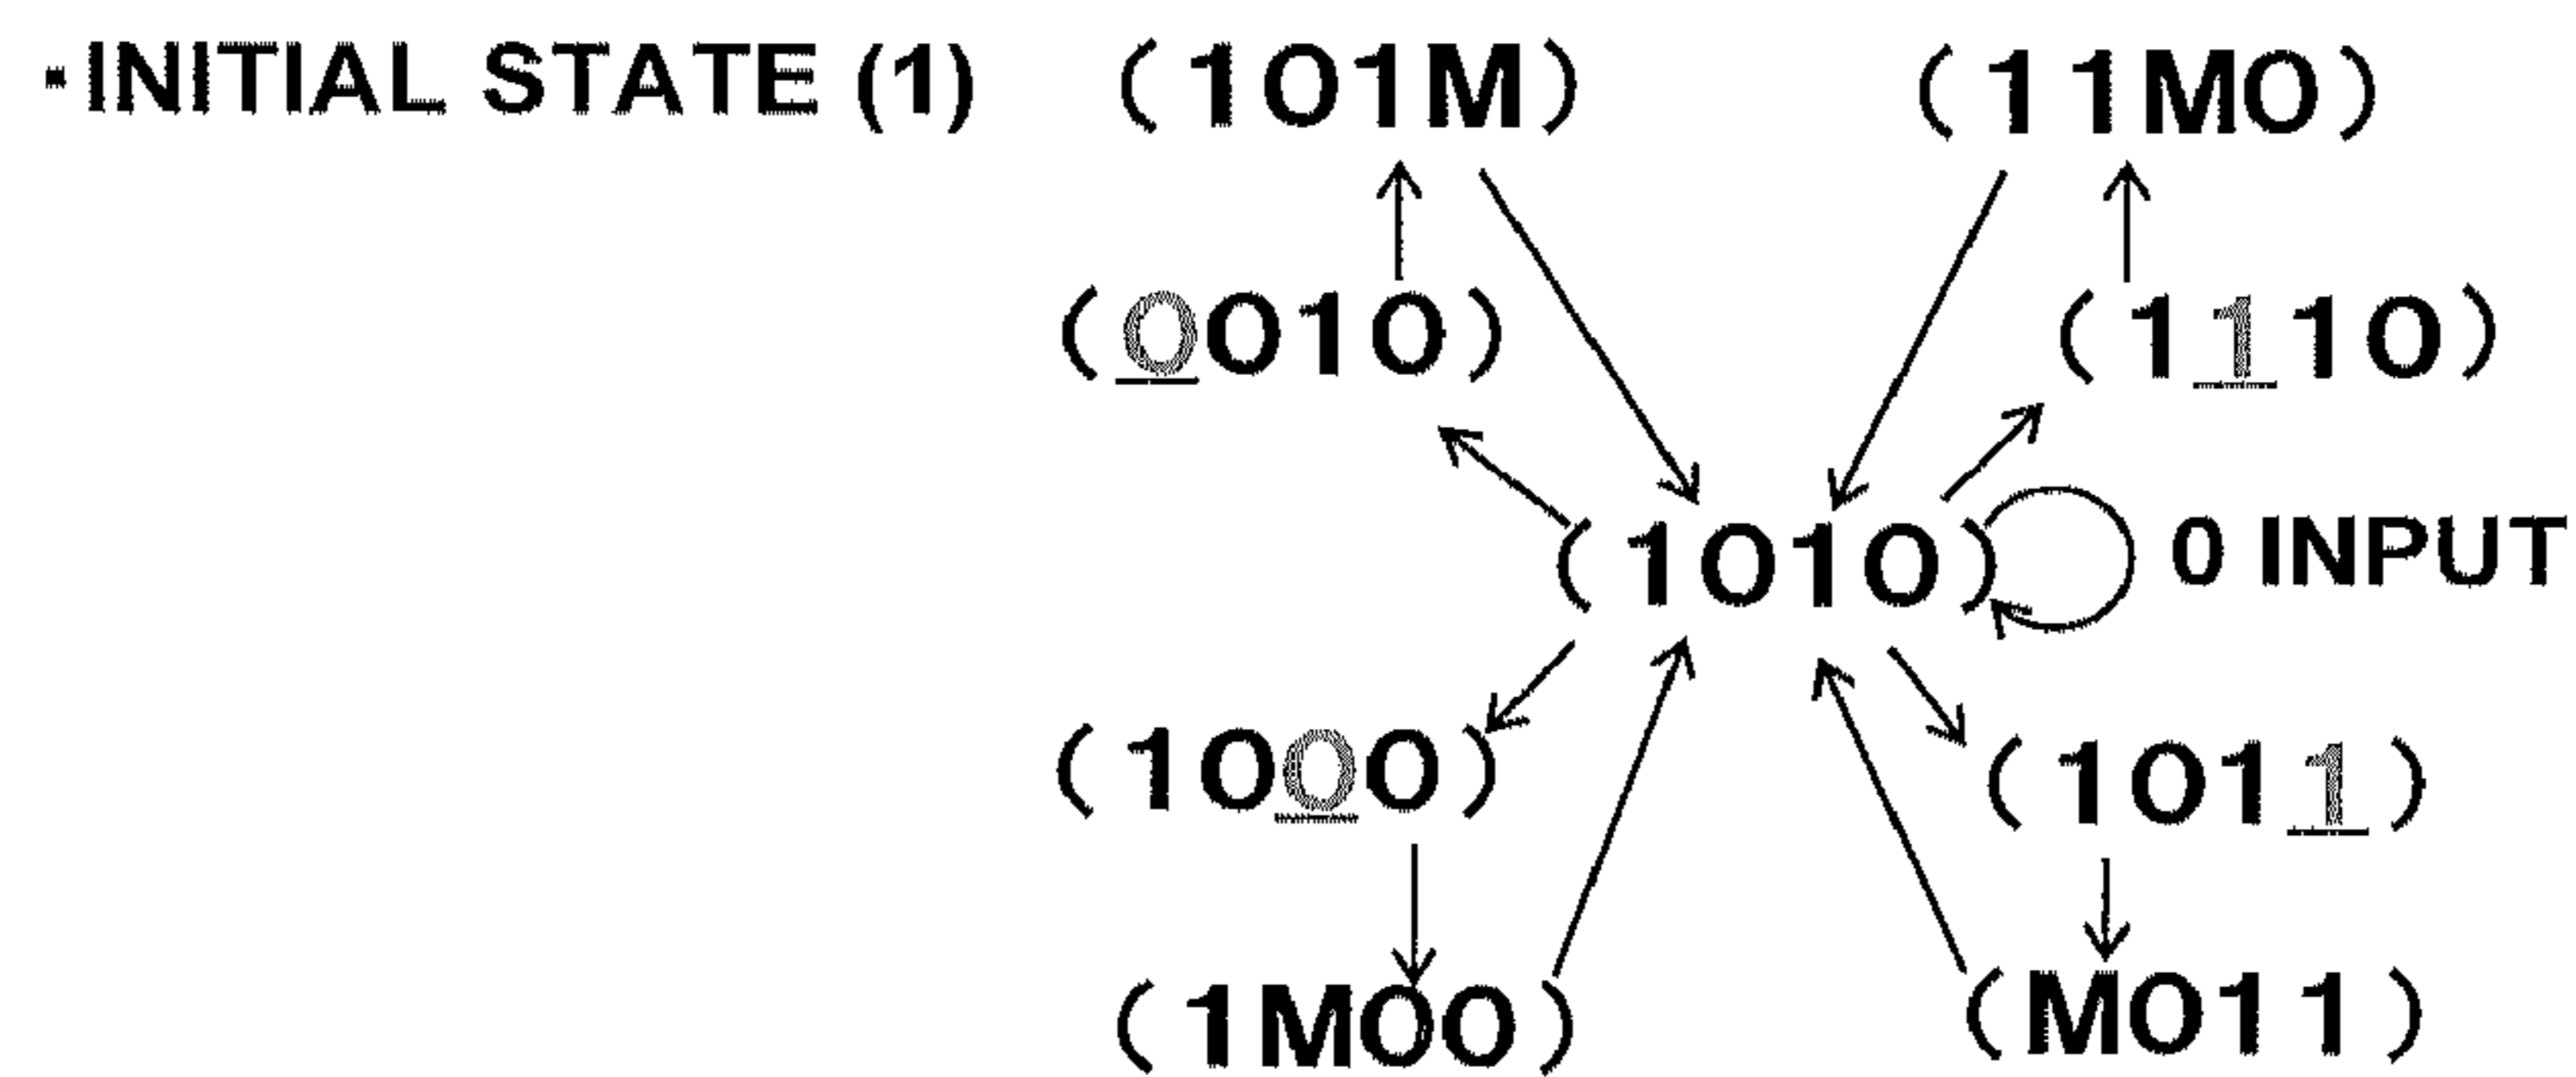 ▪INITIAL STATE (1) (101M) (11M0)
(0010) (1110)
(1010) 0 INPUT
(1000) (1011)
(1M00) (M011)